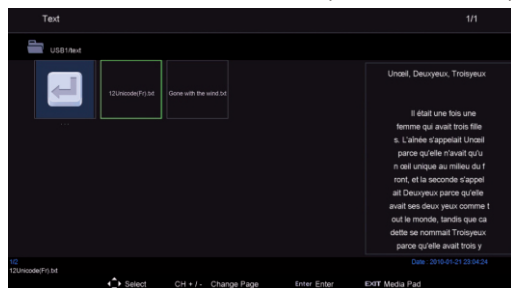 Text 1/1
USB1/text
12Unicode(Fr).txt Gone with the wind.txt
...
Unœil, Deuxyeux, Troisyeux
Il était une fois une
femme qui avait trois fille
s. L'aînée s'appelait Unœil
parce qu'elle n'avait qu'u
n œil unique au milieu du f
ront, et la seconde s'appel
ait Deuxyeux parce qu'elle
avait ses deux yeux comme t
out le monde, tandis que ca
dette se nommait Troisyeux
parce qu'elle avait trois y
1/2 Date : 2010-01-21 23:04:24
12Unicode(Fr).txt
Select CH + / - Change Page Enter Enter EXIT Media Pad